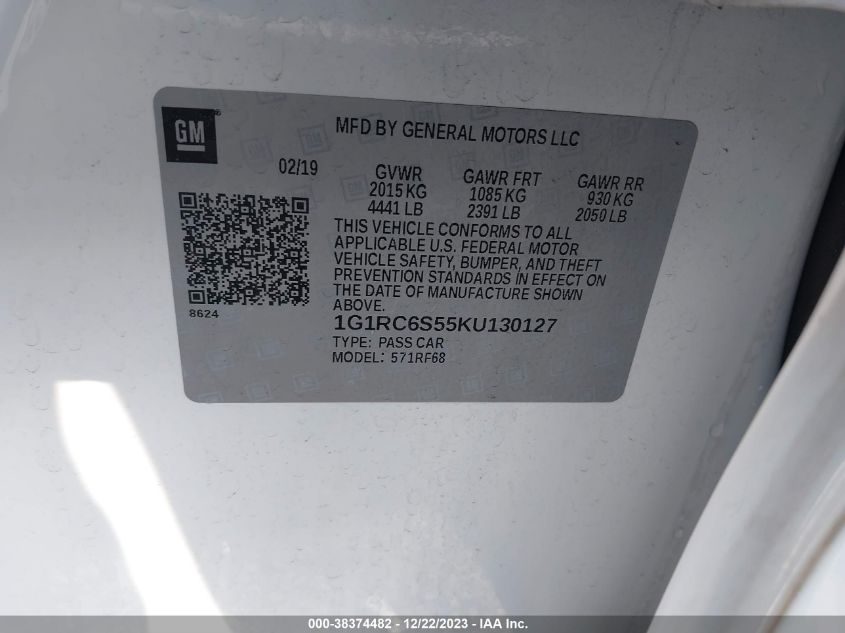 GM
MFD BY GENERAL MOTORS LLC
02/19
GVWR GAWR FRT GAWR RR
2015 KG 1085 KG 930 KG
4441 LB 2391 LB 2050 LB
THIS VEHICLE CONFORMS TO ALL
APPLICABLE U.S. FEDERAL MOTOR
VEHICLE SAFETY, BUMPER, AND THEFT
PREVENTION STANDARDS IN EFFECT ON
THE DATE OF MANUFACTURE SHOWN
ABOVE.
8624
1G1RC6S55KU130127
TYPE: PASS CAR
MODEL: 571RF68
000-38374482 - 12/22/2023 - IAA Inc.